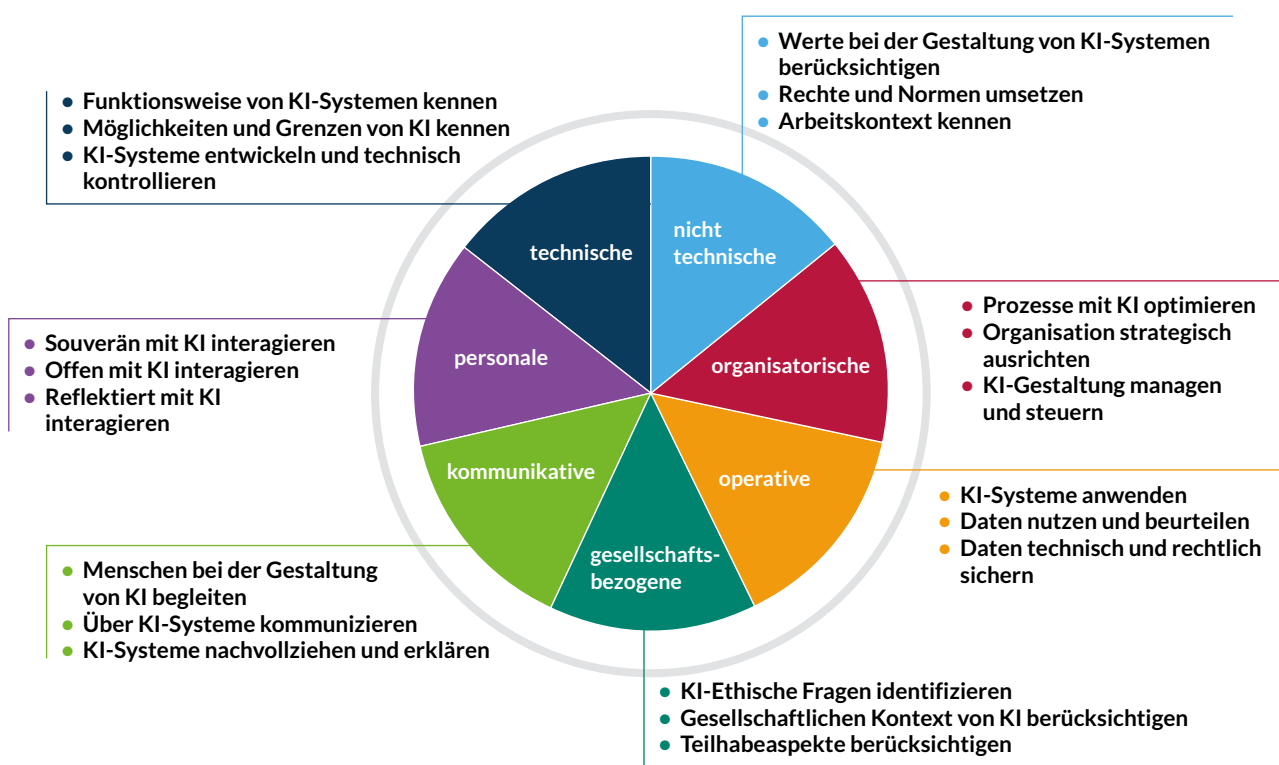 Werte bei der Gestaltung von KI-Systemen
berücksichtigen
Rechte und Normen umsetzen
Arbeitskontext kennen
Funktionsweise von KI-Systemen kennen
Möglichkeiten und Grenzen von KI kennen
KI-Systeme entwickeln und technisch
kontrollieren
technische
nicht
technische
Souverän mit KI interagieren
Offen mit KI interagieren
Reflektiert mit KI
interagieren
personale
organisatorische
Prozesse mit KI optimieren
Organisation strategisch
ausrichten
KI-Gestaltung managen
und steuern
kommunikative
operative
KI-Systeme anwenden
Daten nutzen und beurteilen
Daten technisch und rechtlich
sichern
gesellschafts-
bezogene
Menschen bei der Gestaltung
von KI begleiten
Über KI-Systeme kommunizieren
KI-Systeme nachvollziehen und erklären
KI-Ethische Fragen identifizieren
Gesellschaftlichen Kontext von KI berücksichtigen
Teilhabeaspekte berücksichtigen